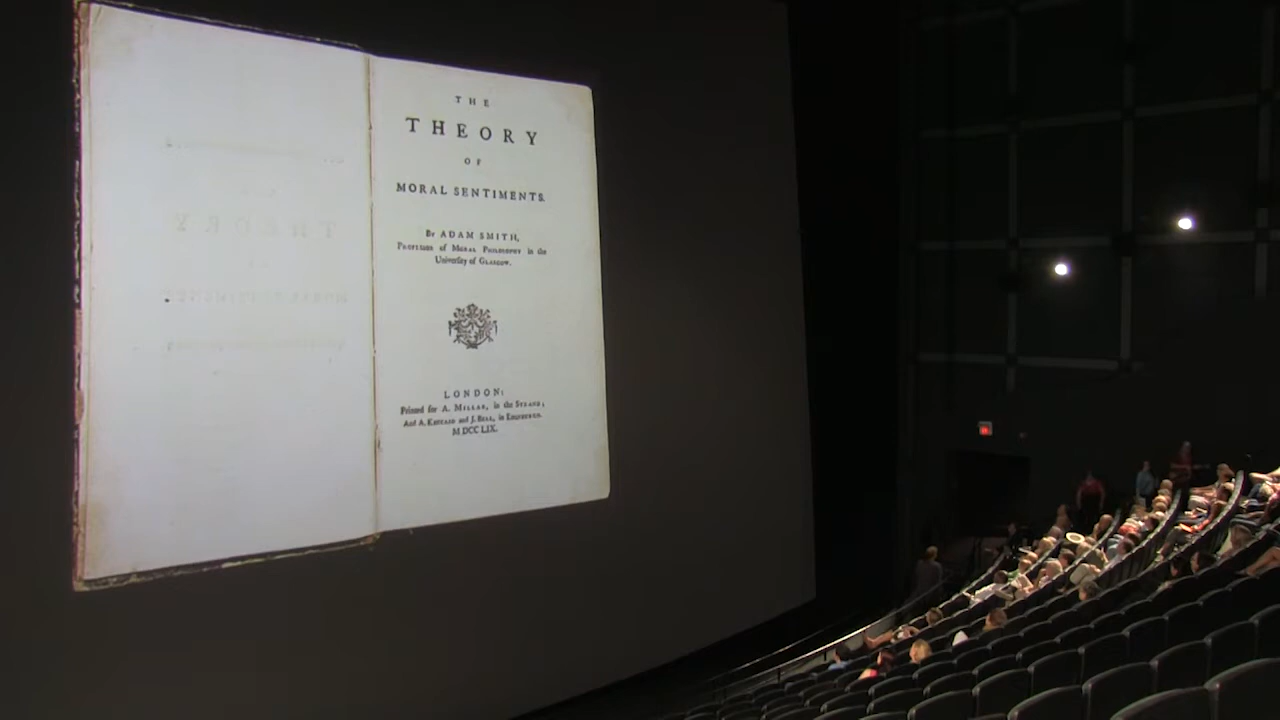 THE
THEORY
OF
MORAL SENTIMENTS.
By ADAM SMITH,
Professor of Moral Philosophy in the
University of Glasgow.
LONDON:
Printed for A. Millar, in the Strand;
And A. Kincaid and J. Bell, in Edinburgh.
M DCC LIX.